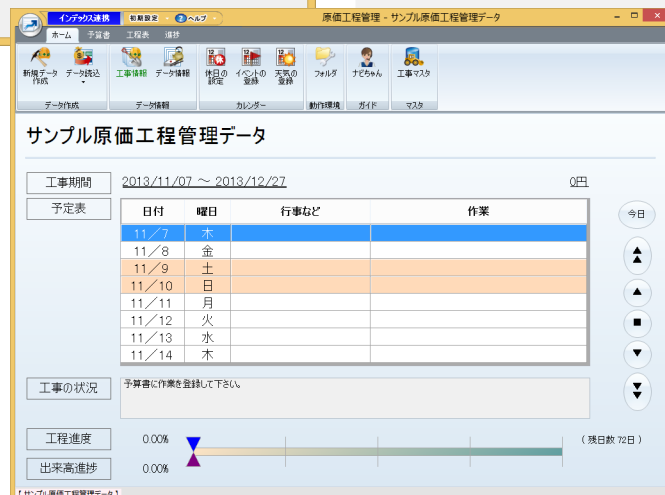 インデックス連携 初期設定 ? ヘルプ 原価工程管理 - サンプル原価工程管理データ
ホーム 予算書 工程表 進捗
新規データ作成 データ読込 工事情報 データ情報 休日の設定 イベントの登録 天気の登録 フォルダ ナビちゃん 工事マスタ
データ作成 データ情報 カレンダー 動作環境 ガイド マスタ
サンプル原価工程管理データ
工事期間 2013/11/07 ~ 2013/12/27 0円
予定表 日付 曜日 行事など 作業 今日
11/7 木
11/8 金
11/9 土
11/10 日
11/11 月
11/12 火
11/13 水
11/14 木
工事の状況 予算書に作業を登録して下さい。
工程進度 0.00% (残日数 72日)
出来高進捗 0.00%
【サンプル原価工程管理データ】